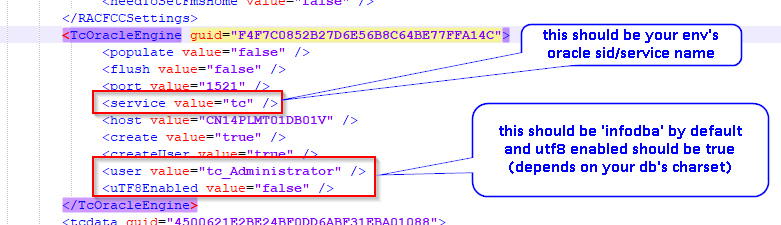 <needToSetFmsHome value="false" />
</RACFCCSettings>
<TcOracleEngine guid="F4F7C0852B27D6E56B8C64BE77FFA14C">
<populate value="false" />
<flush value="false" />
<port value="1521" />
<service value="tc" />
<host value="CN14PLMT01DB01V" />
<create value="true" />
<createUser value="true" />
<user value="tc_Administrator" />
<uTF8Enabled value="false" />
</TcOracleEngine>
<tcdata guid="4500621E2BE24BF0DD6ABF31EBA01088">
this should be your env's
oracle sid/service name
this should be 'infodba' by default
and utf8 enabled should be true
(depends on your db's charset)